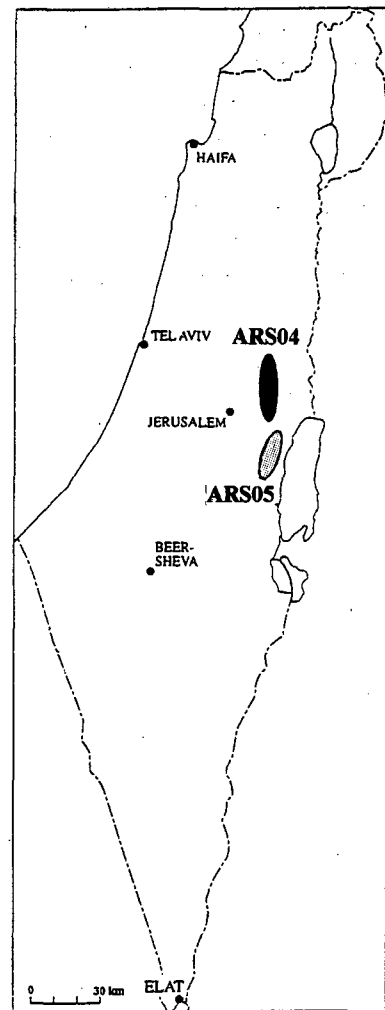 HAIFA
TEL AVIV
ARS04
JERUSALEM
ARS05
BEER-
SHEVA
0 30 km
ELAT